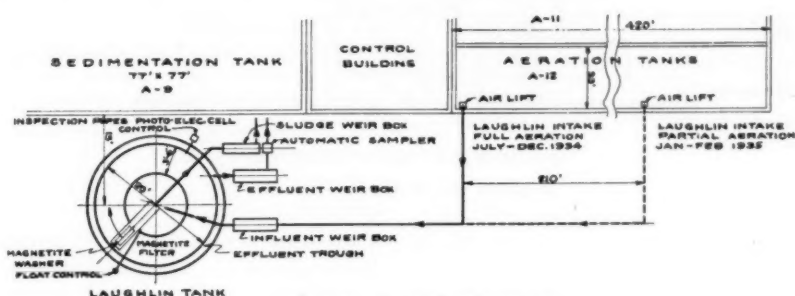 SEDIMENTATION TANK
77' x 77'
A-9
CONTROL
BUILDING
A-11
420'
AERATION TANKS
A-12
AIR LIFT
AIR LIFT
INSPECTION PIPES
PHOTO-ELEC. CELL
CONTROL
SLUDGE WEIR BOX
AUTOMATIC SAMPLER
LAUGHLIN INTAKE
FULL AERATION
JULY-DEC. 1934
LAUGHLIN INTAKE
PARTIAL AERATION
JAN-FEB 1935
EFFLUENT WEIR BOX
210'
INFLUENT WEIR BOX
MAGNETITE
FILTER
EFFLUENT TROUGH
MAGNETITE
WASHER
FLOAT CONTROL
LAUGHLIN TANK